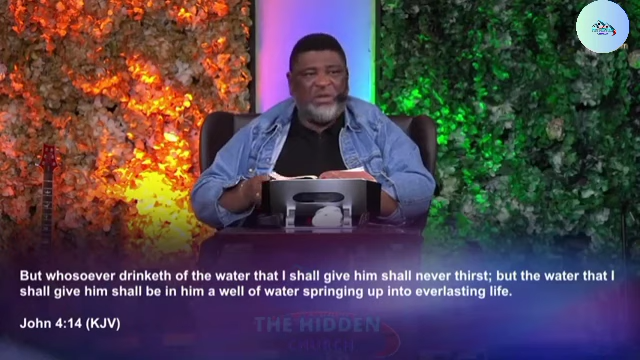 But whosoever drinketh of the water that I shall give him shall never thirst; but the water that I
shall give him shall be in him a well of water springing up into everlasting life.
John 4:14 (KJV)
THE HIDDEN
CHURCH